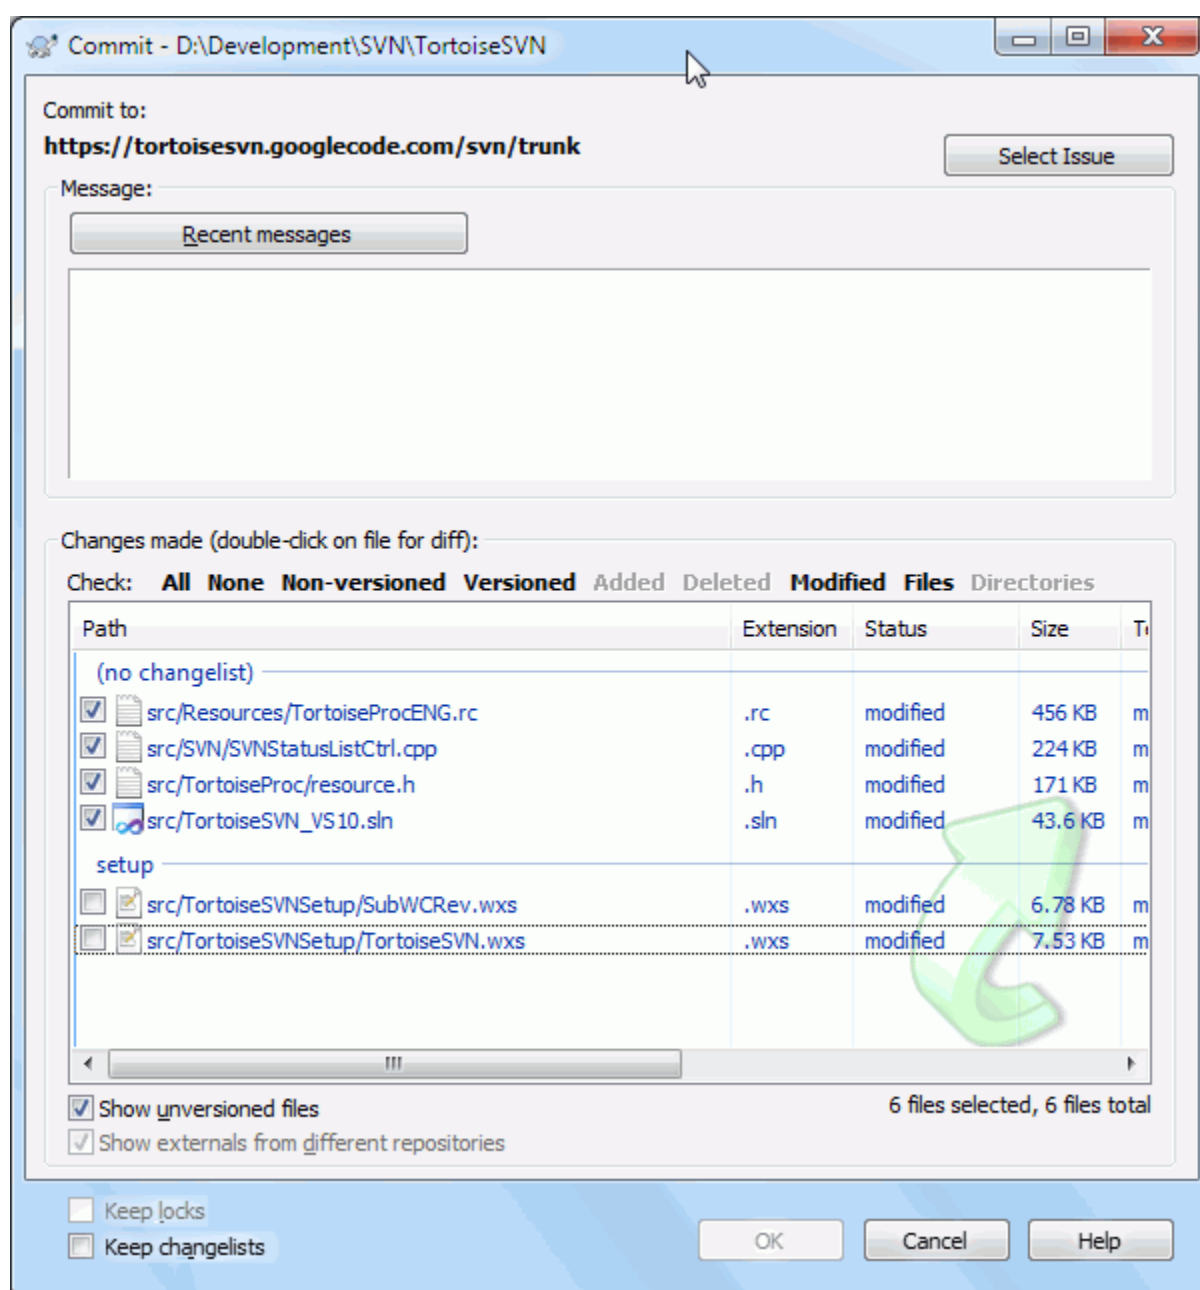 Commit - D:\Development\SVN\TortoiseSVN
Commit to:
https://tortoisesvn.googlecode.com/svn/trunk
Select Issue
Message:
Recent messages
Changes made (double-click on file for diff):
Check: All None Non-versioned Versioned Added Deleted Modified Files Directories
Path Extension Status Size
(no changelist)
src/Resources/TortoiseProcENG.rc .rc modified 456 KB m
src/SVN/SVNStatusListCtrl.cpp .cpp modified 224 KB m
src/TortoiseProc/resource.h .h modified 171 KB m
src/TortoiseSVN_VS10.sln .sln modified 43.6 KB m
setup
src/TortoiseSVNSetup/SubWCRev.wxs .wxs modified 6.78 KB m
src/TortoiseSVNSetup/TortoiseSVN.wxs .wxs modified 7.53 KB m
Show unversioned files
6 files selected, 6 files total
Show externals from different repositories
Keep locks
Keep changelists
OK Cancel Help